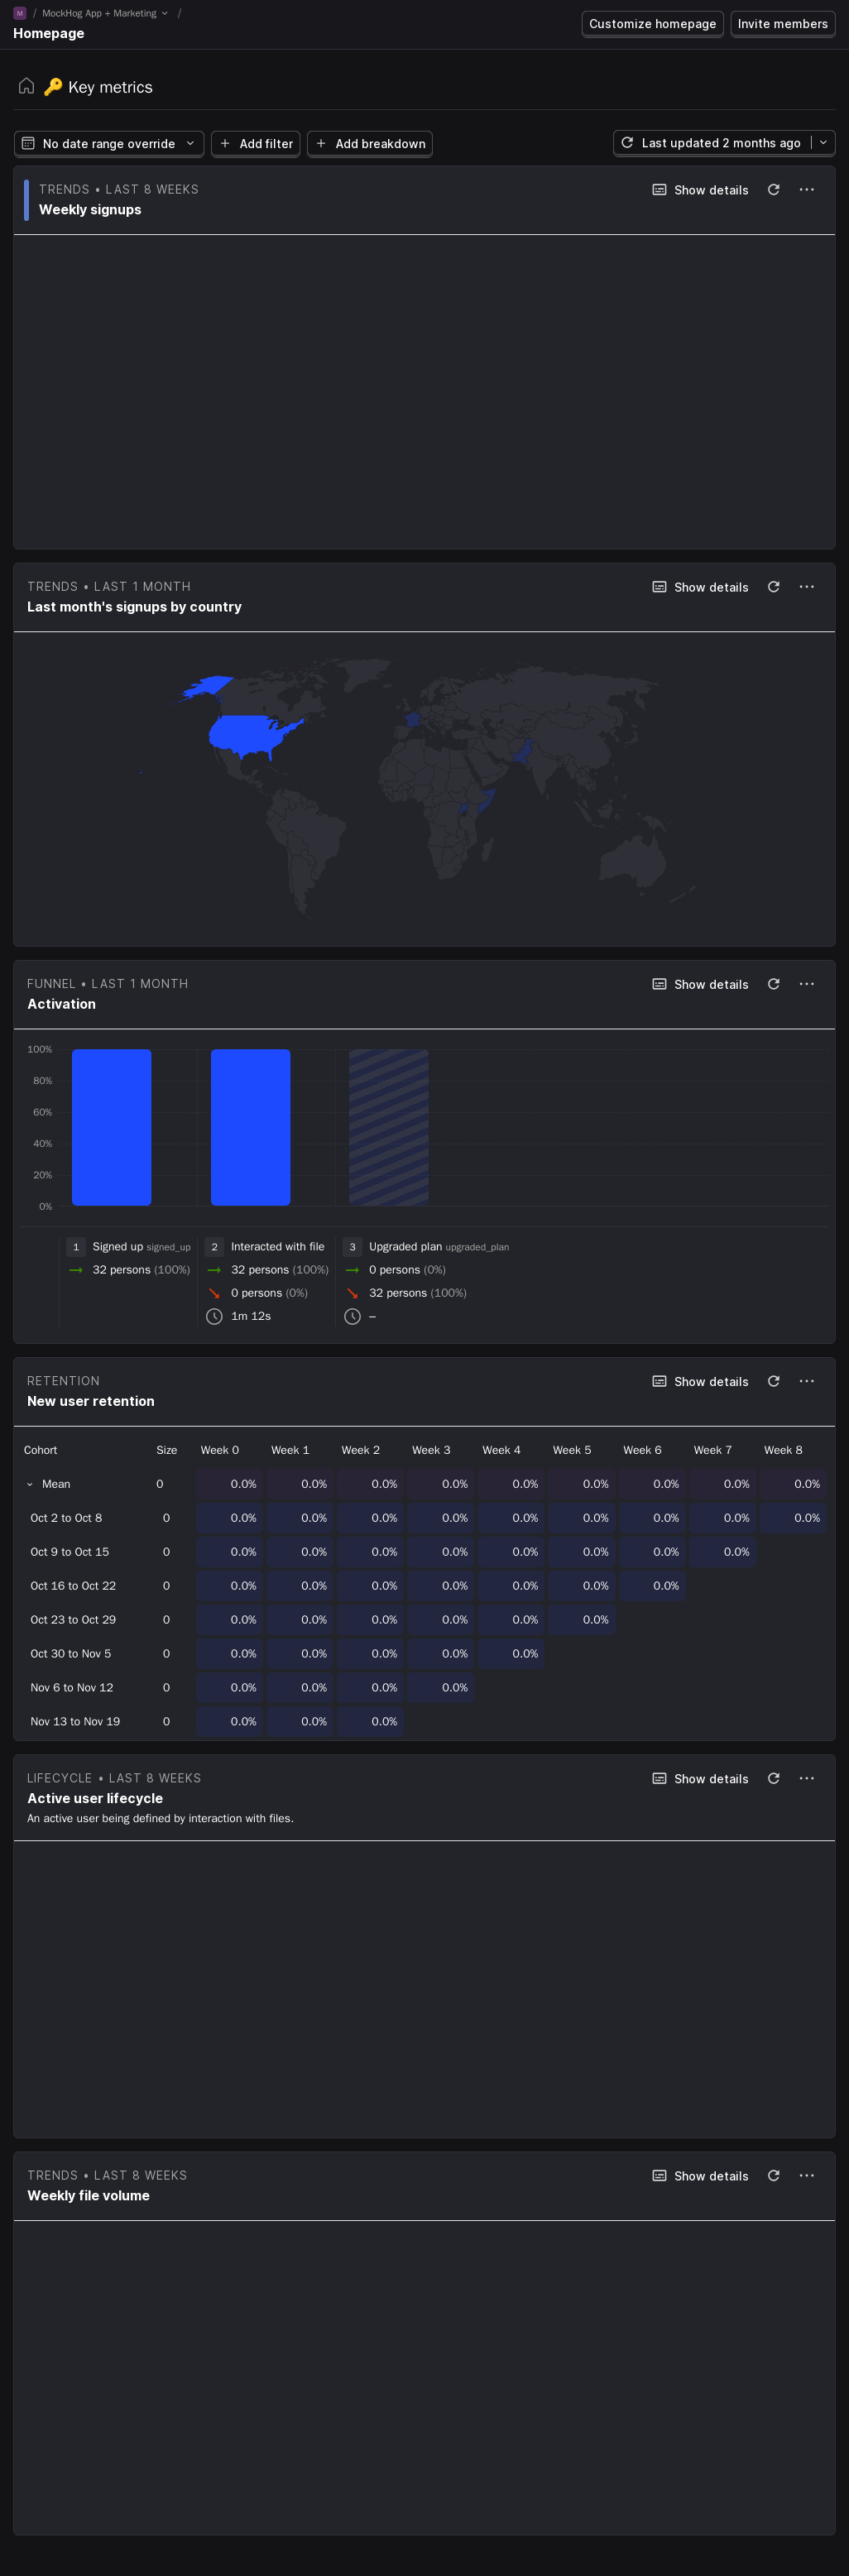 M / MockHog App + Marketing /
Homepage
Customize homepage
Invite members
🔑 Key metrics
No date range override
Add filter
Add breakdown
Last updated 2 months ago
TRENDS • LAST 8 WEEKS
Weekly signups
Show details
TRENDS • LAST 1 MONTH
Last month's signups by country
Show details
FUNNEL • LAST 1 MONTH
Activation
Show details
100%
80%
60%
40%
20%
0%
1 Signed up signed_up
32 persons (100%)
2 Interacted with file
32 persons (100%)
0 persons (0%)
1m 12s
3 Upgraded plan upgraded_plan
0 persons (0%)
32 persons (100%)
–
RETENTION
New user retention
Show details
Cohort Size Week 0 Week 1 Week 2 Week 3 Week 4 Week 5 Week 6 Week 7 Week 8
Mean 0 0.0% 0.0% 0.0% 0.0% 0.0% 0.0% 0.0% 0.0% 0.0%
Oct 2 to Oct 8 0 0.0% 0.0% 0.0% 0.0% 0.0% 0.0% 0.0% 0.0% 0.0%
Oct 9 to Oct 15 0 0.0% 0.0% 0.0% 0.0% 0.0% 0.0% 0.0% 0.0%
Oct 16 to Oct 22 0 0.0% 0.0% 0.0% 0.0% 0.0% 0.0% 0.0%
Oct 23 to Oct 29 0 0.0% 0.0% 0.0% 0.0% 0.0% 0.0%
Oct 30 to Nov 5 0 0.0% 0.0% 0.0% 0.0% 0.0%
Nov 6 to Nov 12 0 0.0% 0.0% 0.0% 0.0%
Nov 13 to Nov 19 0 0.0% 0.0% 0.0%
LIFECYCLE • LAST 8 WEEKS
Active user lifecycle
An active user being defined by interaction with files.
Show details
TRENDS • LAST 8 WEEKS
Weekly file volume
Show details